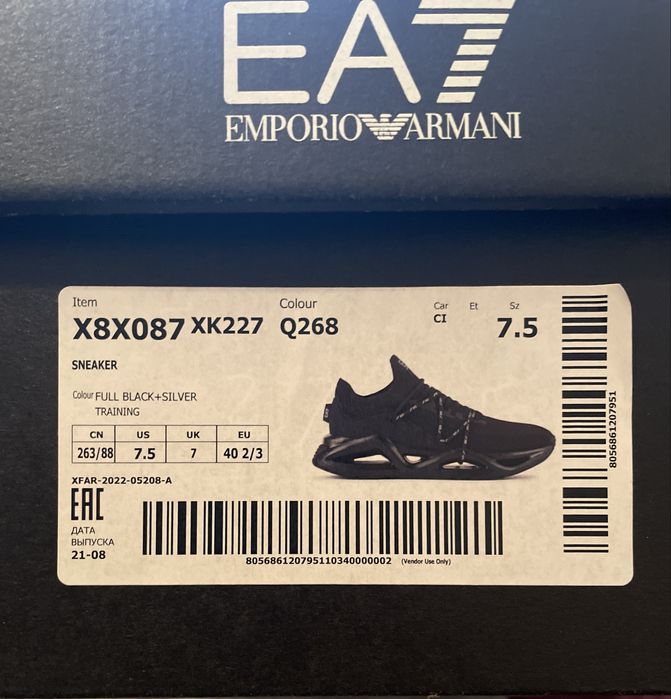 EA7
EMPORIO ARMANI
Item
X8X087 XK227
Colour
Q268
Car
CI
Et
Sz
7.5
SNEAKER
Colour FULL BLACK+SILVER
TRAINING
CN US UK EU
263/88 7.5 7 40 2/3
XFAR-2022-05208-A
EAC
ДАТА
ВЫПУСКА
21-08
805686120795110340000002 (Vendor Use Only)
8056861207951